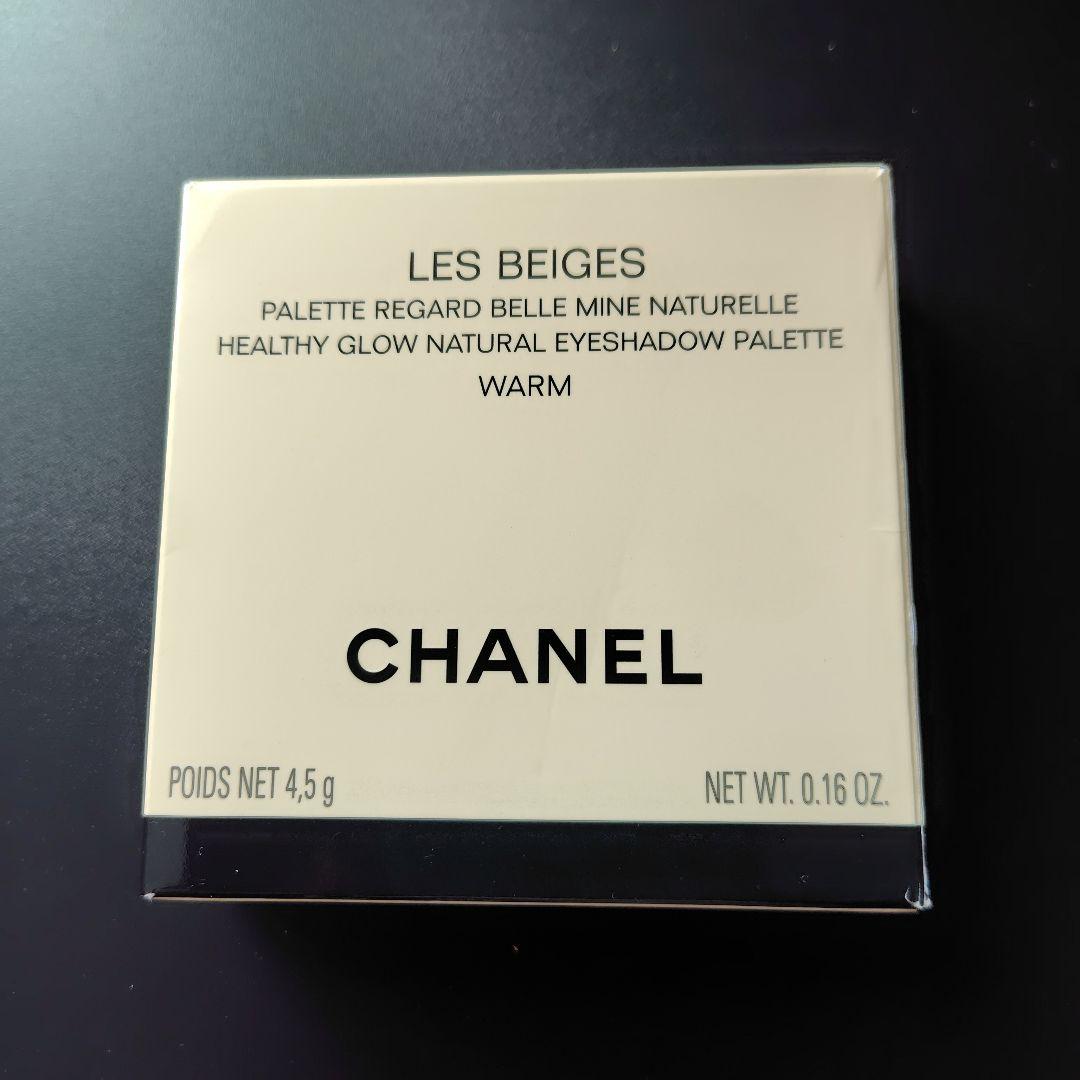 LES BEIGES
PALETTE REGARD BELLE MINE NATURELLE
HEALTHY GLOW NATURAL EYESHADOW PALETTE
WARM
CHANEL
POIDS NET 4,5 g
NET WT. 0.16 OZ.